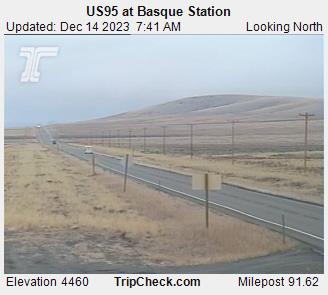 US95 at Basque Station
Updated: Dec 14 2023 7:41 AM Looking North
Elevation 4460 TripCheck.com Milepost 91.62